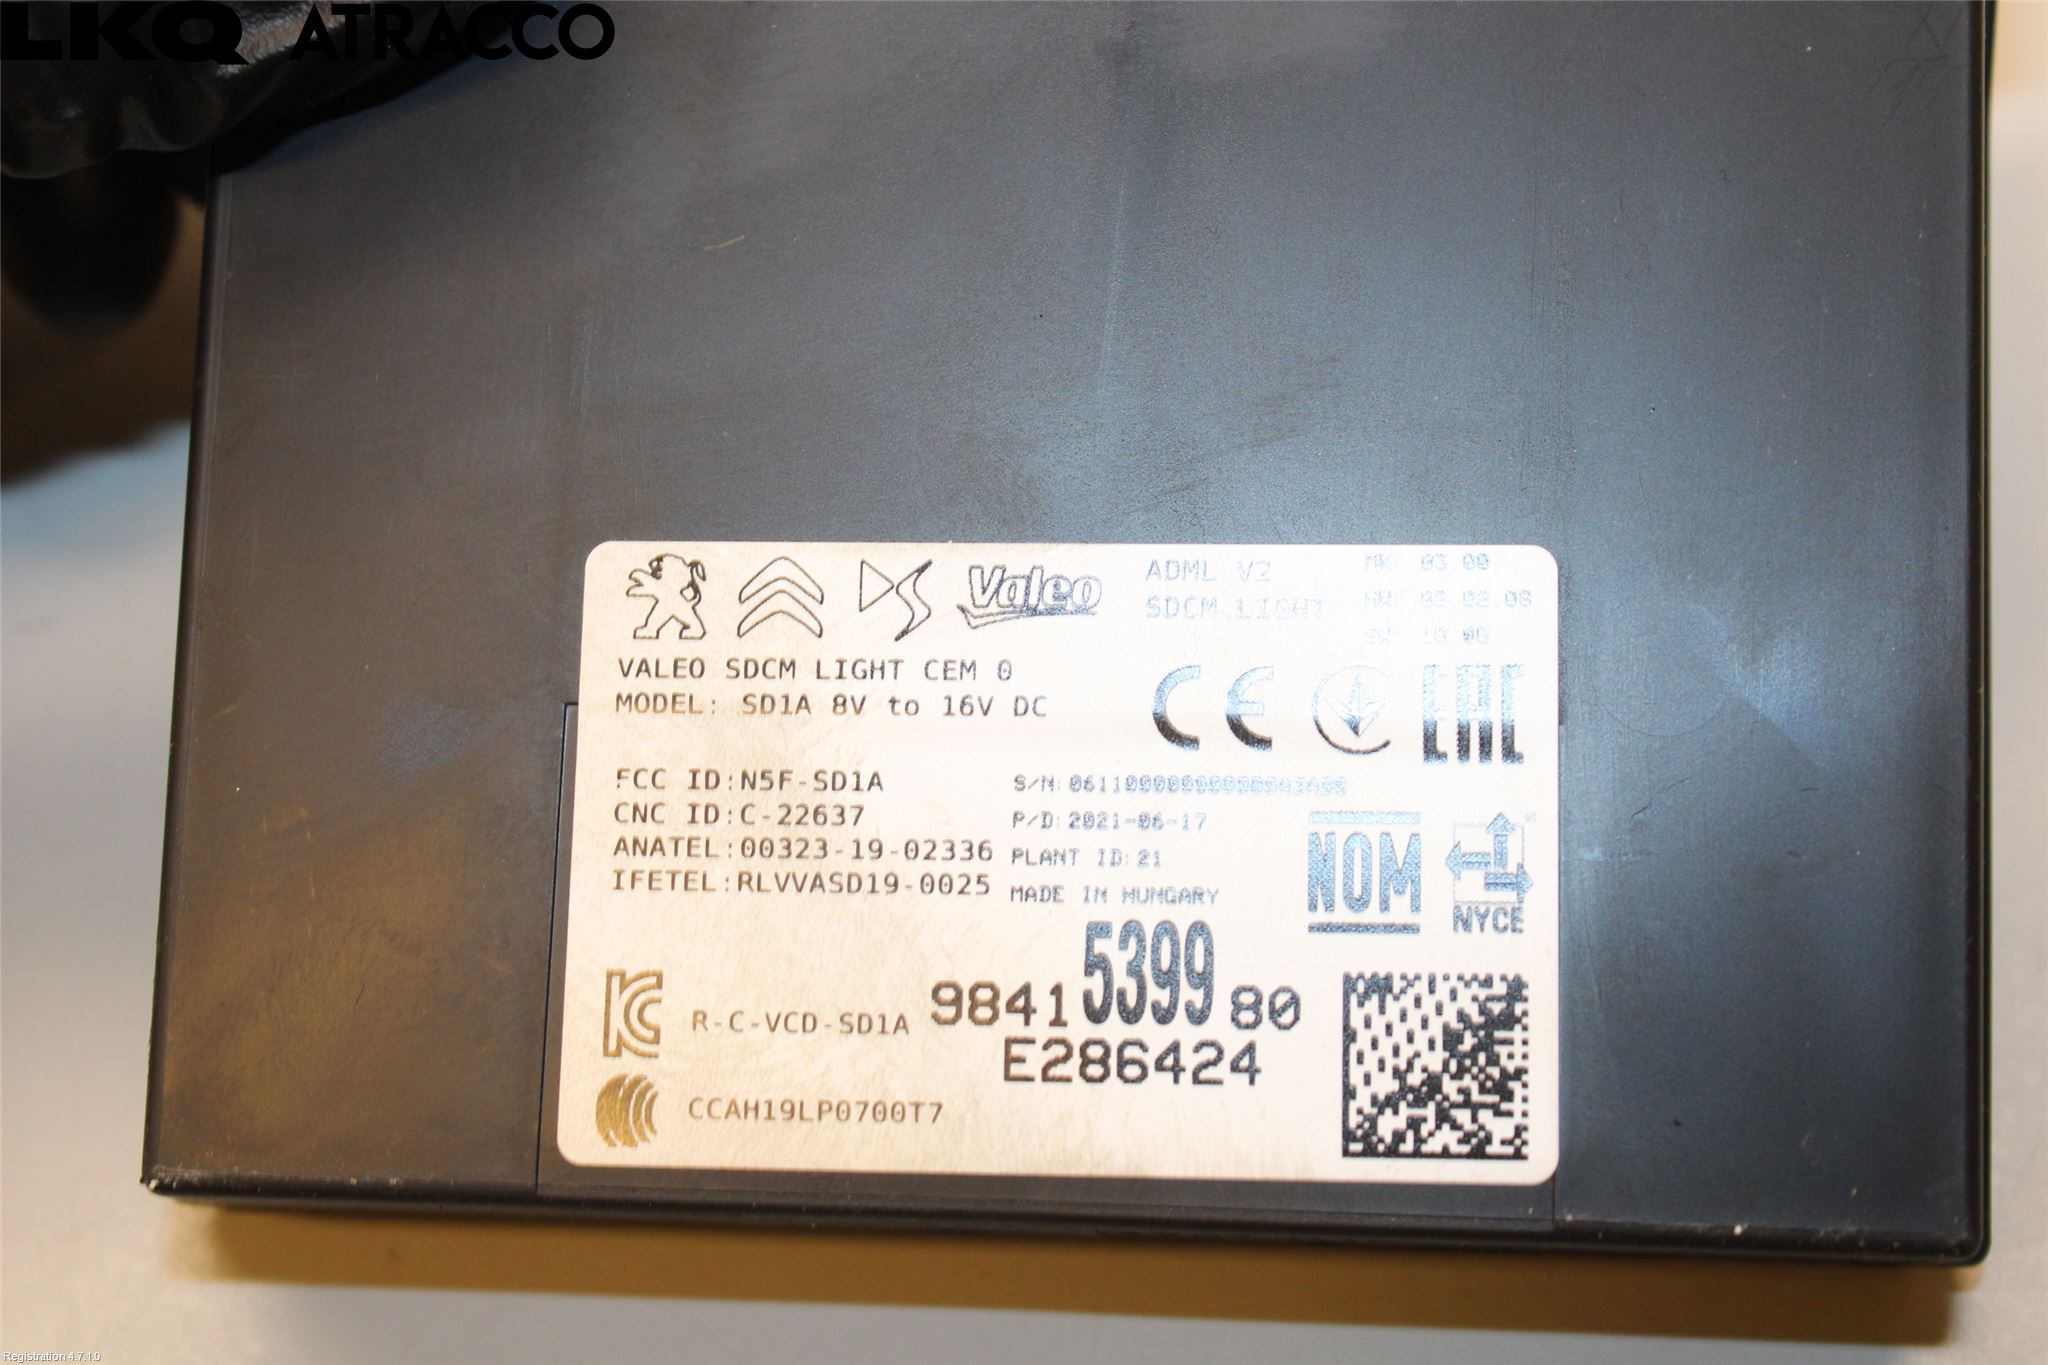 LKQ ATRACCO
Valeo
ADML V2
SDCM LIGHT
MK: 03.00
HW: 02.02.08
VALEO SDCM LIGHT CEM 0
MODEL: SD1A 8V to 16V DC
CE
EAC
FCC ID:N5F-SD1A
CNC ID:C-22637
ANATEL:00323-19-02336
IFETEL:RLVVASD19-0025
S/N:
P/D:2021-06-17
PLANT ID:21
MADE IN HUNGARY
NOM
NYCE
R-C-VCD-SD1A
9841 5399 80
E286424
CCAH19LP0700T7
Registration 4.7.1.0